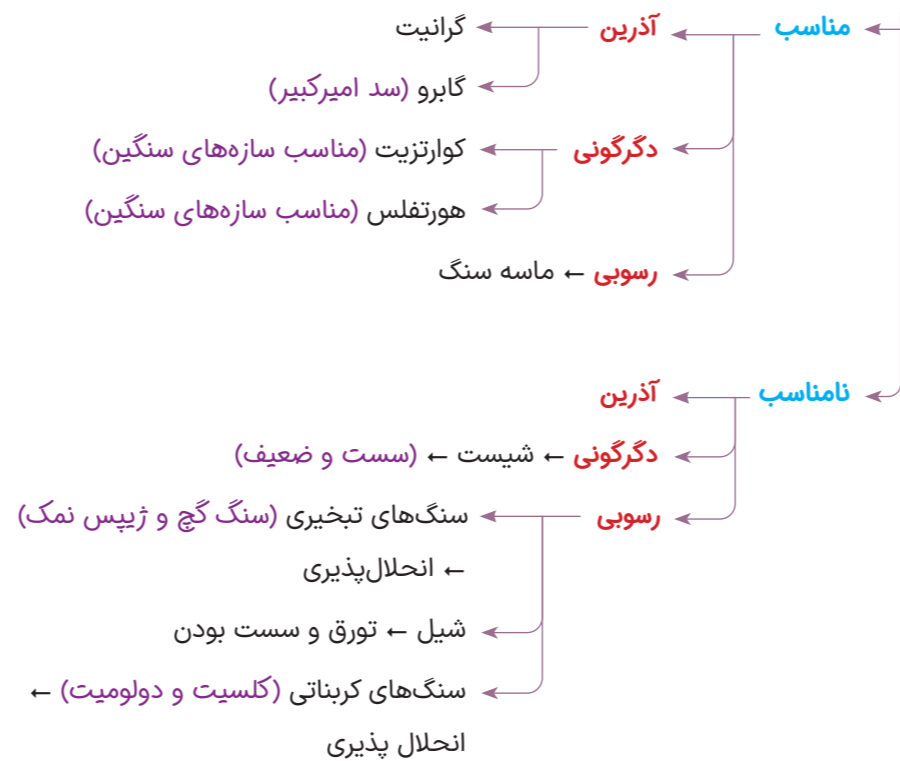 مناسب آذرین گرانیت
گابرو (سد امیرکبیر)
دگرگونی کوارتزیت (مناسب سازه‌های سنگین)
هورتفلس (مناسب سازه‌های سنگین)
رسوبی ← ماسه سنگ
نامناسب آذرین
دگرگونی ← شیست ← (سست و ضعیف)
رسوبی سنگ‌های تبخیری (سنگ گچ و ژیپس نمک)
← انحلال‌پذیری
شیل ← تورق و سست بودن
سنگ‌های کربناتی (کلسیت و دولومیت) ←
انحلال پذیری